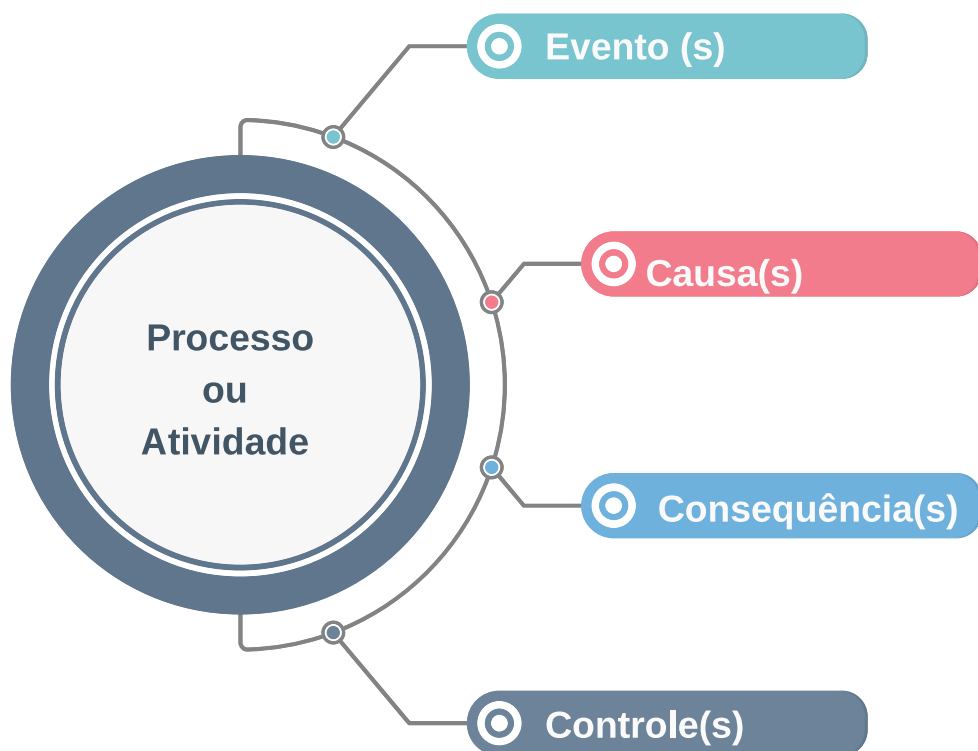 Evento (s)
Causa(s)
Processo
ou
Atividade
Consequência(s)
Controle(s)